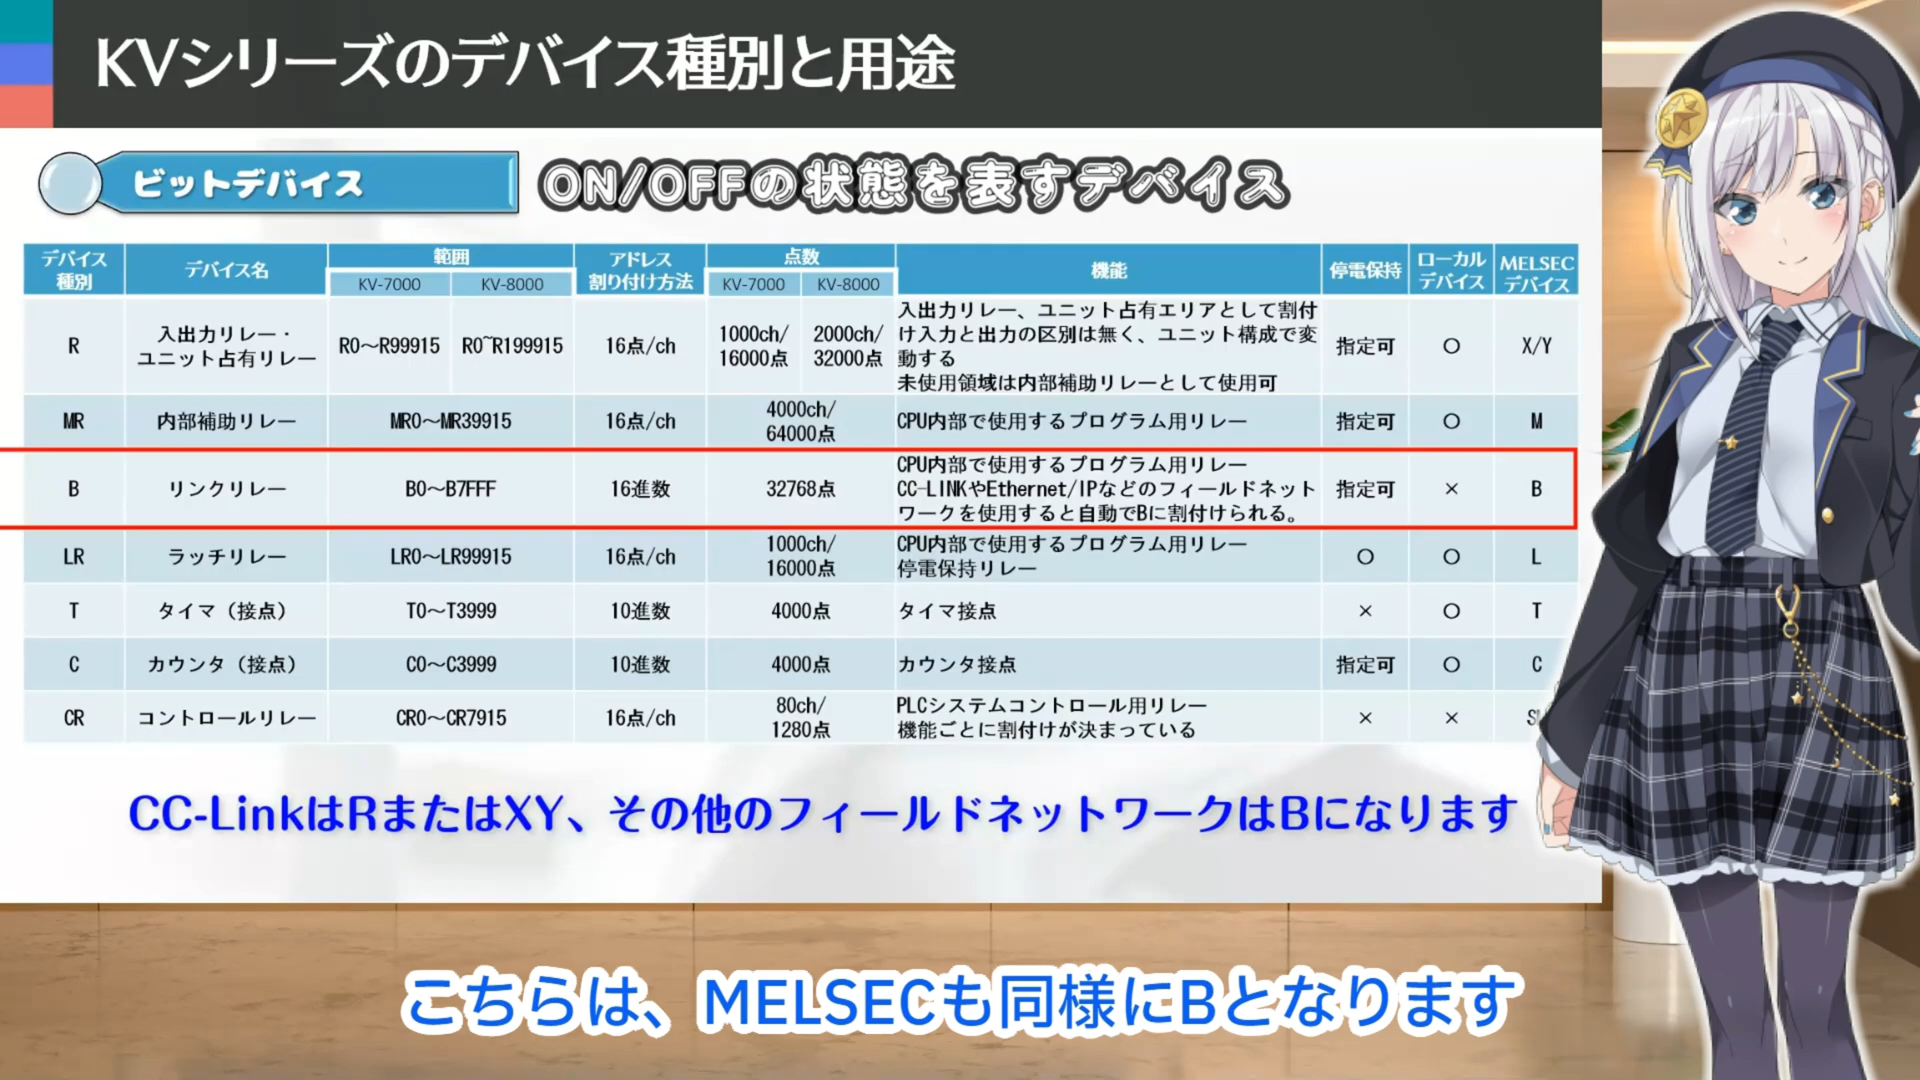 KVシリーズのデバイス種別と用途
ビットデバイス
ON/OFFの状態を表すデバイス
デバイス種別 デバイス名 範囲 アドレス割り付け方法 点数 機能 停電保持 ローカルデバイス MELSECデバイス
KV-7000 KV-8000 KV-7000 KV-8000
R 入出力リレー・ユニット占有リレー R0～R99915 R0~R199915 16点/ch 1000ch/16000点 2000ch/32000点 入出力リレー、ユニット占有エリアとして割付け入力と出力の区別は無く、ユニット構成で変動する 未使用領域は内部補助リレーとして使用可 指定可 ○ X/Y
MR 内部補助リレー MR0～MR39915 16点/ch 4000ch/64000点 CPU内部で使用するプログラム用リレー 指定可 ○ M
B リンクリレー B0～B7FFF 16進数 32768点 CPU内部で使用するプログラム用リレー CC-LINKやEthernet/IPなどのフィールドネットワークを使用すると自動でBに割付けられる。 指定可 × B
LR ラッチリレー LR0～LR99915 16点/ch 1000ch/16000点 CPU内部で使用するプログラム用リレー 停電保持リレー ○ ○ L
T タイマ（接点） T0～T3999 10進数 4000点 タイマ接点 × ○ T
C カウンタ（接点） C0～C3999 10進数 4000点 カウンタ接点 指定可 ○ C
CR コントロールリレー CR0～CR7915 16点/ch 80ch/1280点 PLCシステムコントロール用リレー 機能ごとに割付けが決まっている × ×
CC-LinkはRまたはXY、その他のフィールドネットワークはBになります
こちらは、MELSECも同様にBとなります